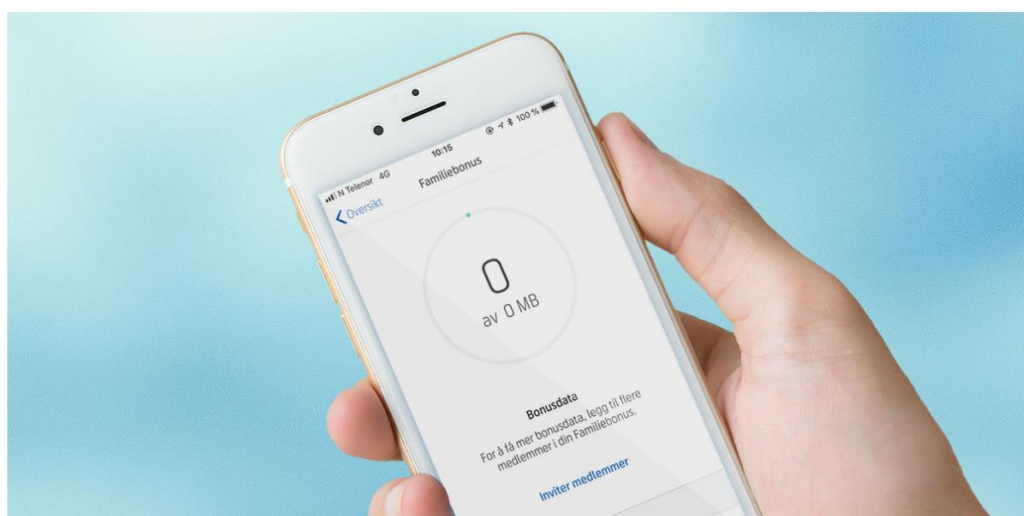 N Telenor 4G 10:15 100 %
Oversikt Familiebonus
0
av 0 MB
Bonusdata
For å få mer bonusdata, legg til flere
medlemmer i din Familiebonus.
Inviter medlemmer